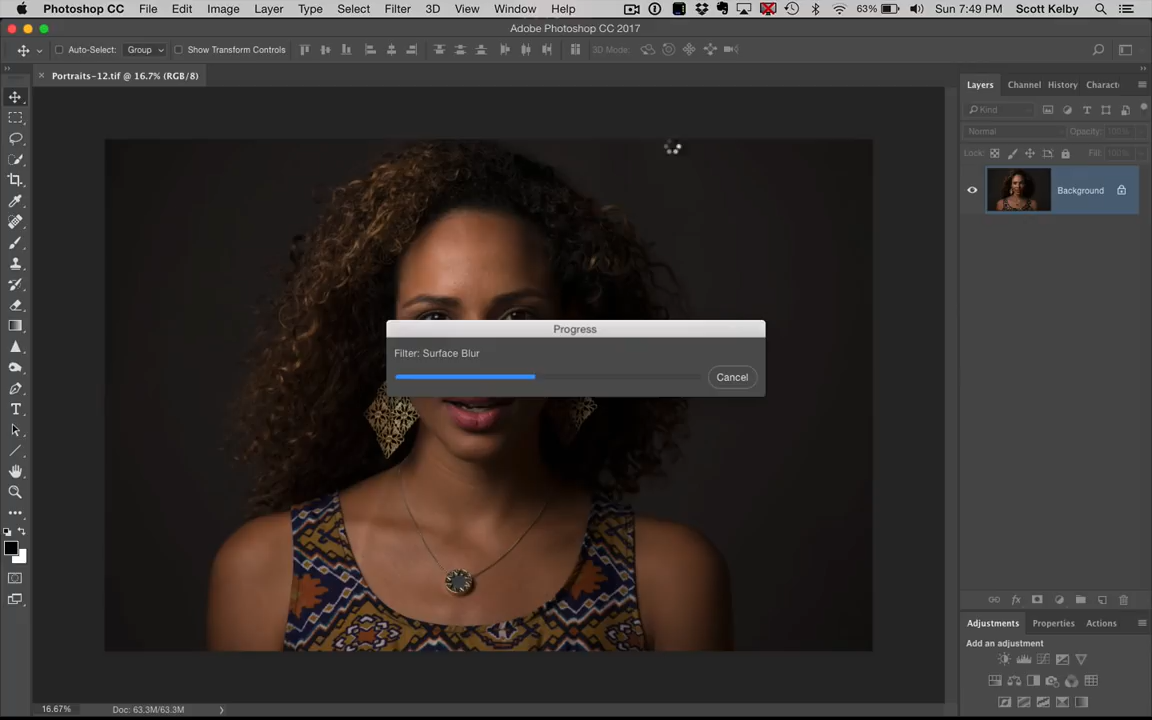 Photoshop CC File Edit Image Layer Type Select Filter 3D View Window Help 63% Sun 7:49 PM Scott Kelby
Adobe Photoshop CC 2017
Auto-Select: Group Show Transform Controls 3D Mode:
Portraits-12.tif @ 16.7% (RGB/8)
Layers Channel History Charact
Kind
Normal Opacity: 100%
Lock: Fill: 100%
Background
Progress
Filter: Surface Blur
Cancel
Adjustments Properties Actions
Add an adjustment
16.67% Doc: 63.3M/63.3M